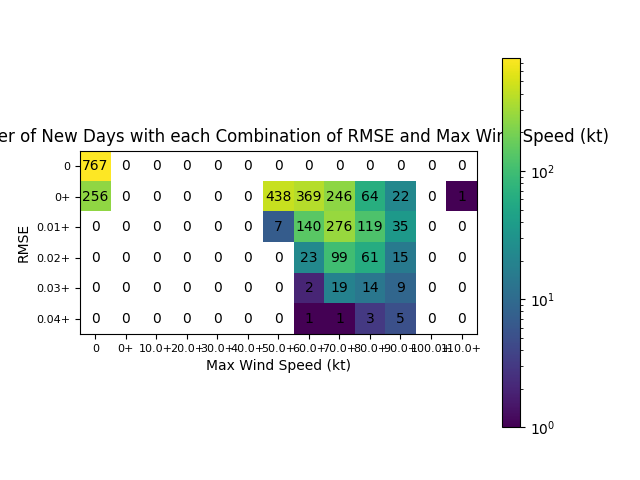 er of New Days with each Combination of RMSE and Max Wind Speed (kt)
RMSE
0 767 0 0 0 0 0 0 0 0 0 0 0 0
0+ 256 0 0 0 0 0 438 369 246 64 22 0 1
0.01+ 0 0 0 0 0 0 7 140 276 119 35 0 0
0.02+ 0 0 0 0 0 0 0 23 99 61 15 0 0
0.03+ 0 0 0 0 0 0 0 2 19 14 9 0 0
0.04+ 0 0 0 0 0 0 0 1 1 3 5 0 0
0 0+ 10.0+ 20.0+ 30.0+ 40.0+ 50.0+ 60.0+ 70.0+ 80.0+ 90.0+ 100.0+ 110.0+
Max Wind Speed (kt)
10²
10¹
10⁰